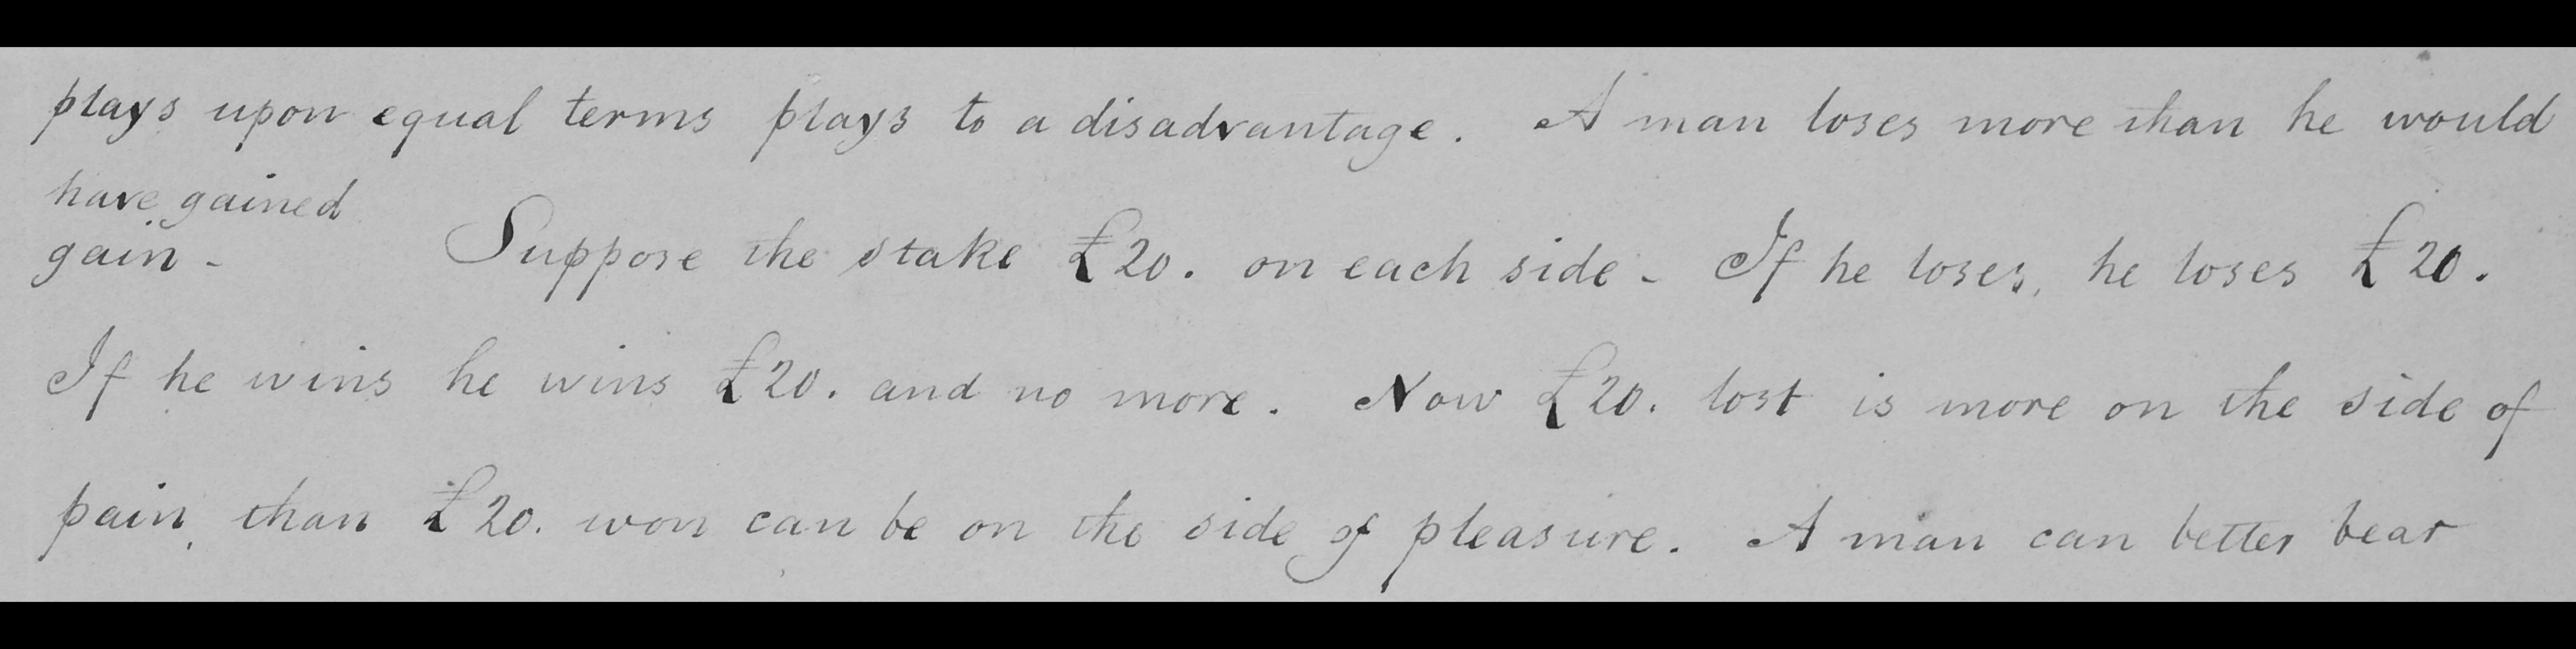 plays upon equal terms plays to a disadvantage. A man loses more than he would
have gained
gain - Suppose the stake £20. on each side - If he loses, he loses £20.
If he wins he wins £20. and no more. Now £20. lost is more on the side of
pain, than £20. won can be on the side of pleasure. A man can better bear